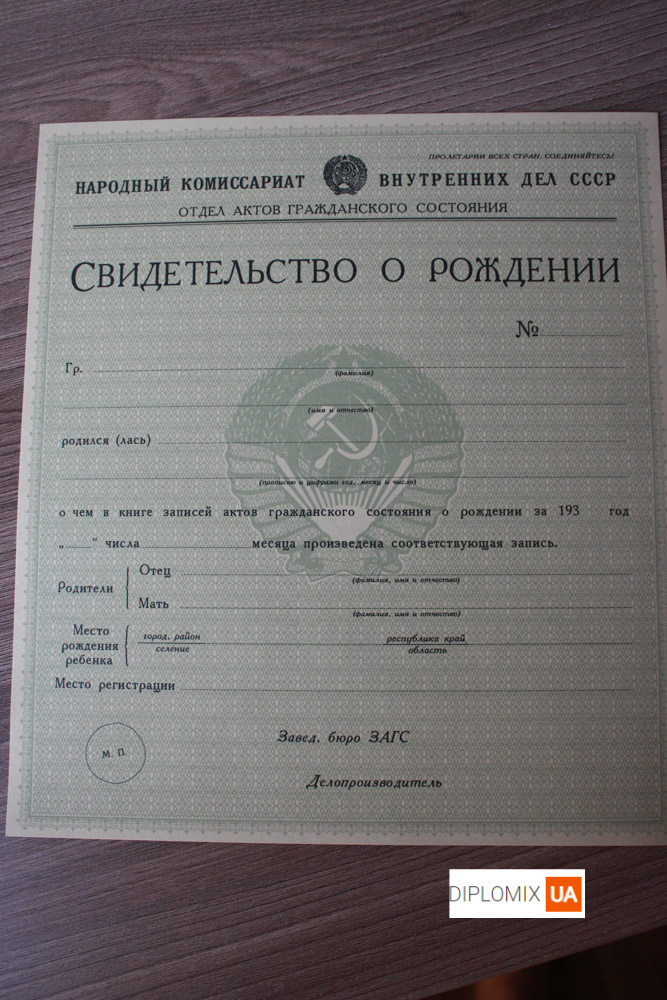 ПРОЛЕТАРИИ ВСЕХ СТРАН, СОЕДИНЯЙТЕСЬ!
НАРОДНЫЙ КОМИССАРИАТ ВНУТРЕННИХ ДЕЛ СССР
ОТДЕЛ АКТОВ ГРАЖДАНСКОГО СОСТОЯНИЯ
СВИДЕТЕЛЬСТВО О РОЖДЕНИИ
№
Гр.
(фамилия)
(имя и отчество)
родился (лась)
(прописью и цифрами год, месяц и число)
о чем в книге записей актов гражданского состояния о рождении за 193 год
„ " числа месяца произведена соответствующая запись.
Родители
Отец
(фамилия, имя и отчество)
Мать
(фамилия, имя и отчество)
Место рождения ребенка
город, район
селение
республика край
область
Место регистрации
М. П.
Завед. бюро ЗАГС
Делопроизводитель
DIPLOMIX UA